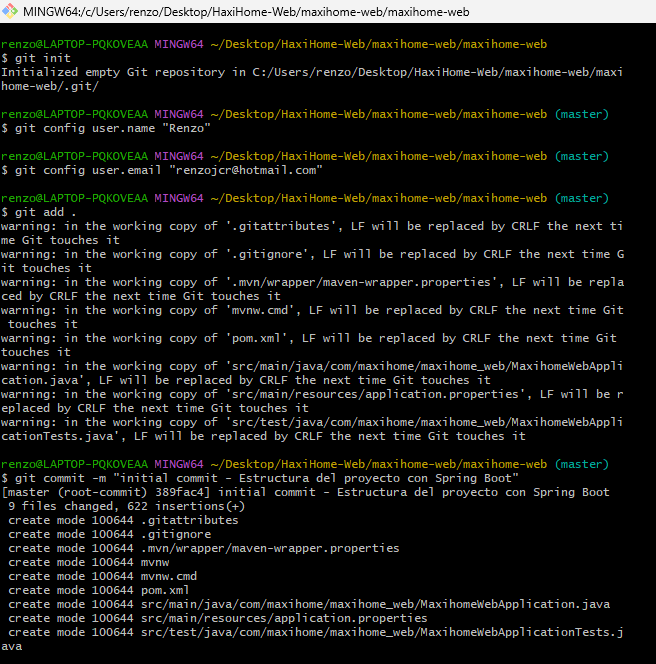 MINGW64:/c/Users/renzo/Desktop/HaxiHome-Web/maxihome-web/maxihome-web
renzo@LAPTOP-PQKOVEAA MINGW64 ~/Desktop/HaxiHome-Web/maxihome-web/maxihome-web
$ git init
Initialized empty Git repository in C:/Users/renzo/Desktop/HaxiHome-Web/maxihome-web/maxi
home-web/.git/
renzo@LAPTOP-PQKOVEAA MINGW64 ~/Desktop/HaxiHome-Web/maxihome-web/maxihome-web (master)
$ git config user.name "Renzo"
renzo@LAPTOP-PQKOVEAA MINGW64 ~/Desktop/HaxiHome-Web/maxihome-web/maxihome-web (master)
$ git config user.email "renzojcr@hotmail.com"
renzo@LAPTOP-PQKOVEAA MINGW64 ~/Desktop/HaxiHome-Web/maxihome-web/maxihome-web (master)
$ git add .
warning: in the working copy of '.gitattributes', LF will be replaced by CRLF the next ti
me Git touches it
warning: in the working copy of '.gitignore', LF will be replaced by CRLF the next time G
it touches it
warning: in the working copy of '.mvn/wrapper/maven-wrapper.properties', LF will be repla
ced by CRLF the next time Git touches it
warning: in the working copy of 'mvnw.cmd', LF will be replaced by CRLF the next time Git
 touches it
warning: in the working copy of 'pom.xml', LF will be replaced by CRLF the next time Git
touches it
warning: in the working copy of 'src/main/java/com/maxihome/maxihome_web/MaxihomeWebAppli
cation.java', LF will be replaced by CRLF the next time Git touches it
warning: in the working copy of 'src/main/resources/application.properties', LF will be r
eplaced by CRLF the next time Git touches it
warning: in the working copy of 'src/test/java/com/maxihome/maxihome_web/MaxihomeWebAppli
cationTests.java', LF will be replaced by CRLF the next time Git touches it
renzo@LAPTOP-PQKOVEAA MINGW64 ~/Desktop/HaxiHome-Web/maxihome-web/maxihome-web (master)
$ git commit -m "initial commit - Estructura del proyecto con Spring Boot"
[master (root-commit) 389fac4] initial commit - Estructura del proyecto con Spring Boot
 9 files changed, 622 insertions(+)
 create mode 100644 .gitattributes
 create mode 100644 .gitignore
 create mode 100644 .mvn/wrapper/maven-wrapper.properties
 create mode 100644 mvnw
 create mode 100644 mvnw.cmd
 create mode 100644 pom.xml
 create mode 100644 src/main/java/com/maxihome/maxihome_web/MaxihomeWebApplication.java
 create mode 100644 src/main/resources/application.properties
 create mode 100644 src/test/java/com/maxihome/maxihome_web/MaxihomeWebApplicationTests.j
ava